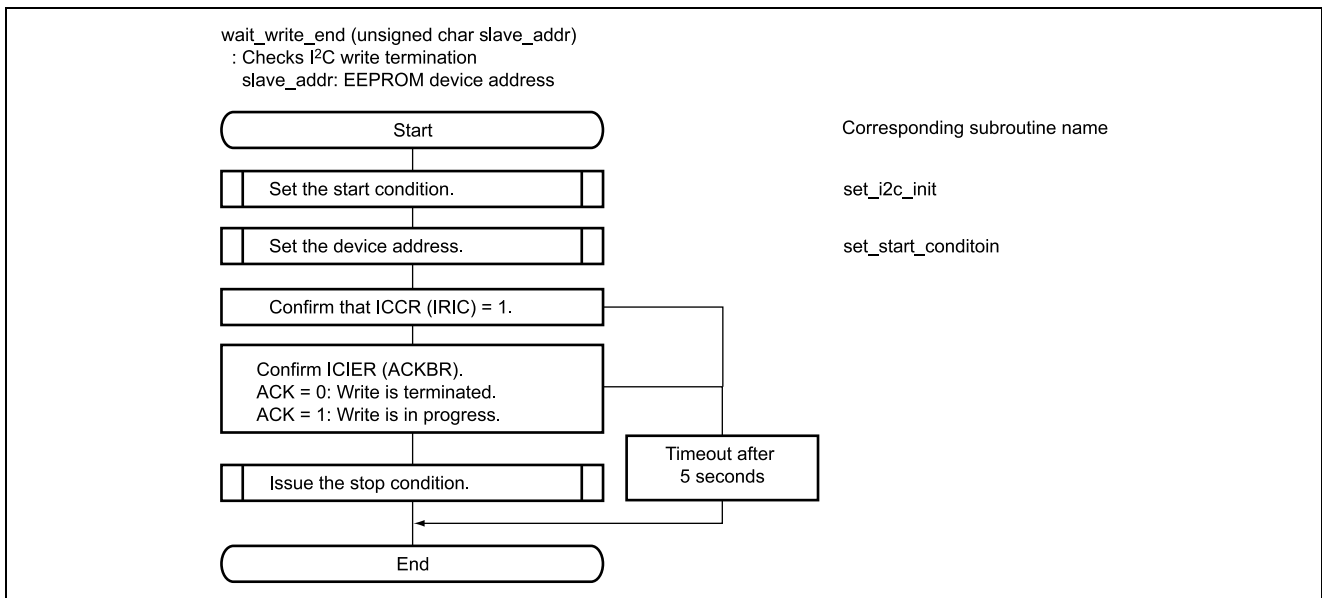 wait_write_end (unsigned char slave_addr)
: Checks I²C write termination
slave_addr: EEPROM device address
Start
Corresponding subroutine name
Set the start condition.
set_i2c_init
Set the device address.
set_start_conditoin
Confirm that ICCR (IRIC) = 1.
Confirm ICIER (ACKBR).
ACK = 0: Write is terminated.
ACK = 1: Write is in progress.
Timeout after
5 seconds
Issue the stop condition.
End